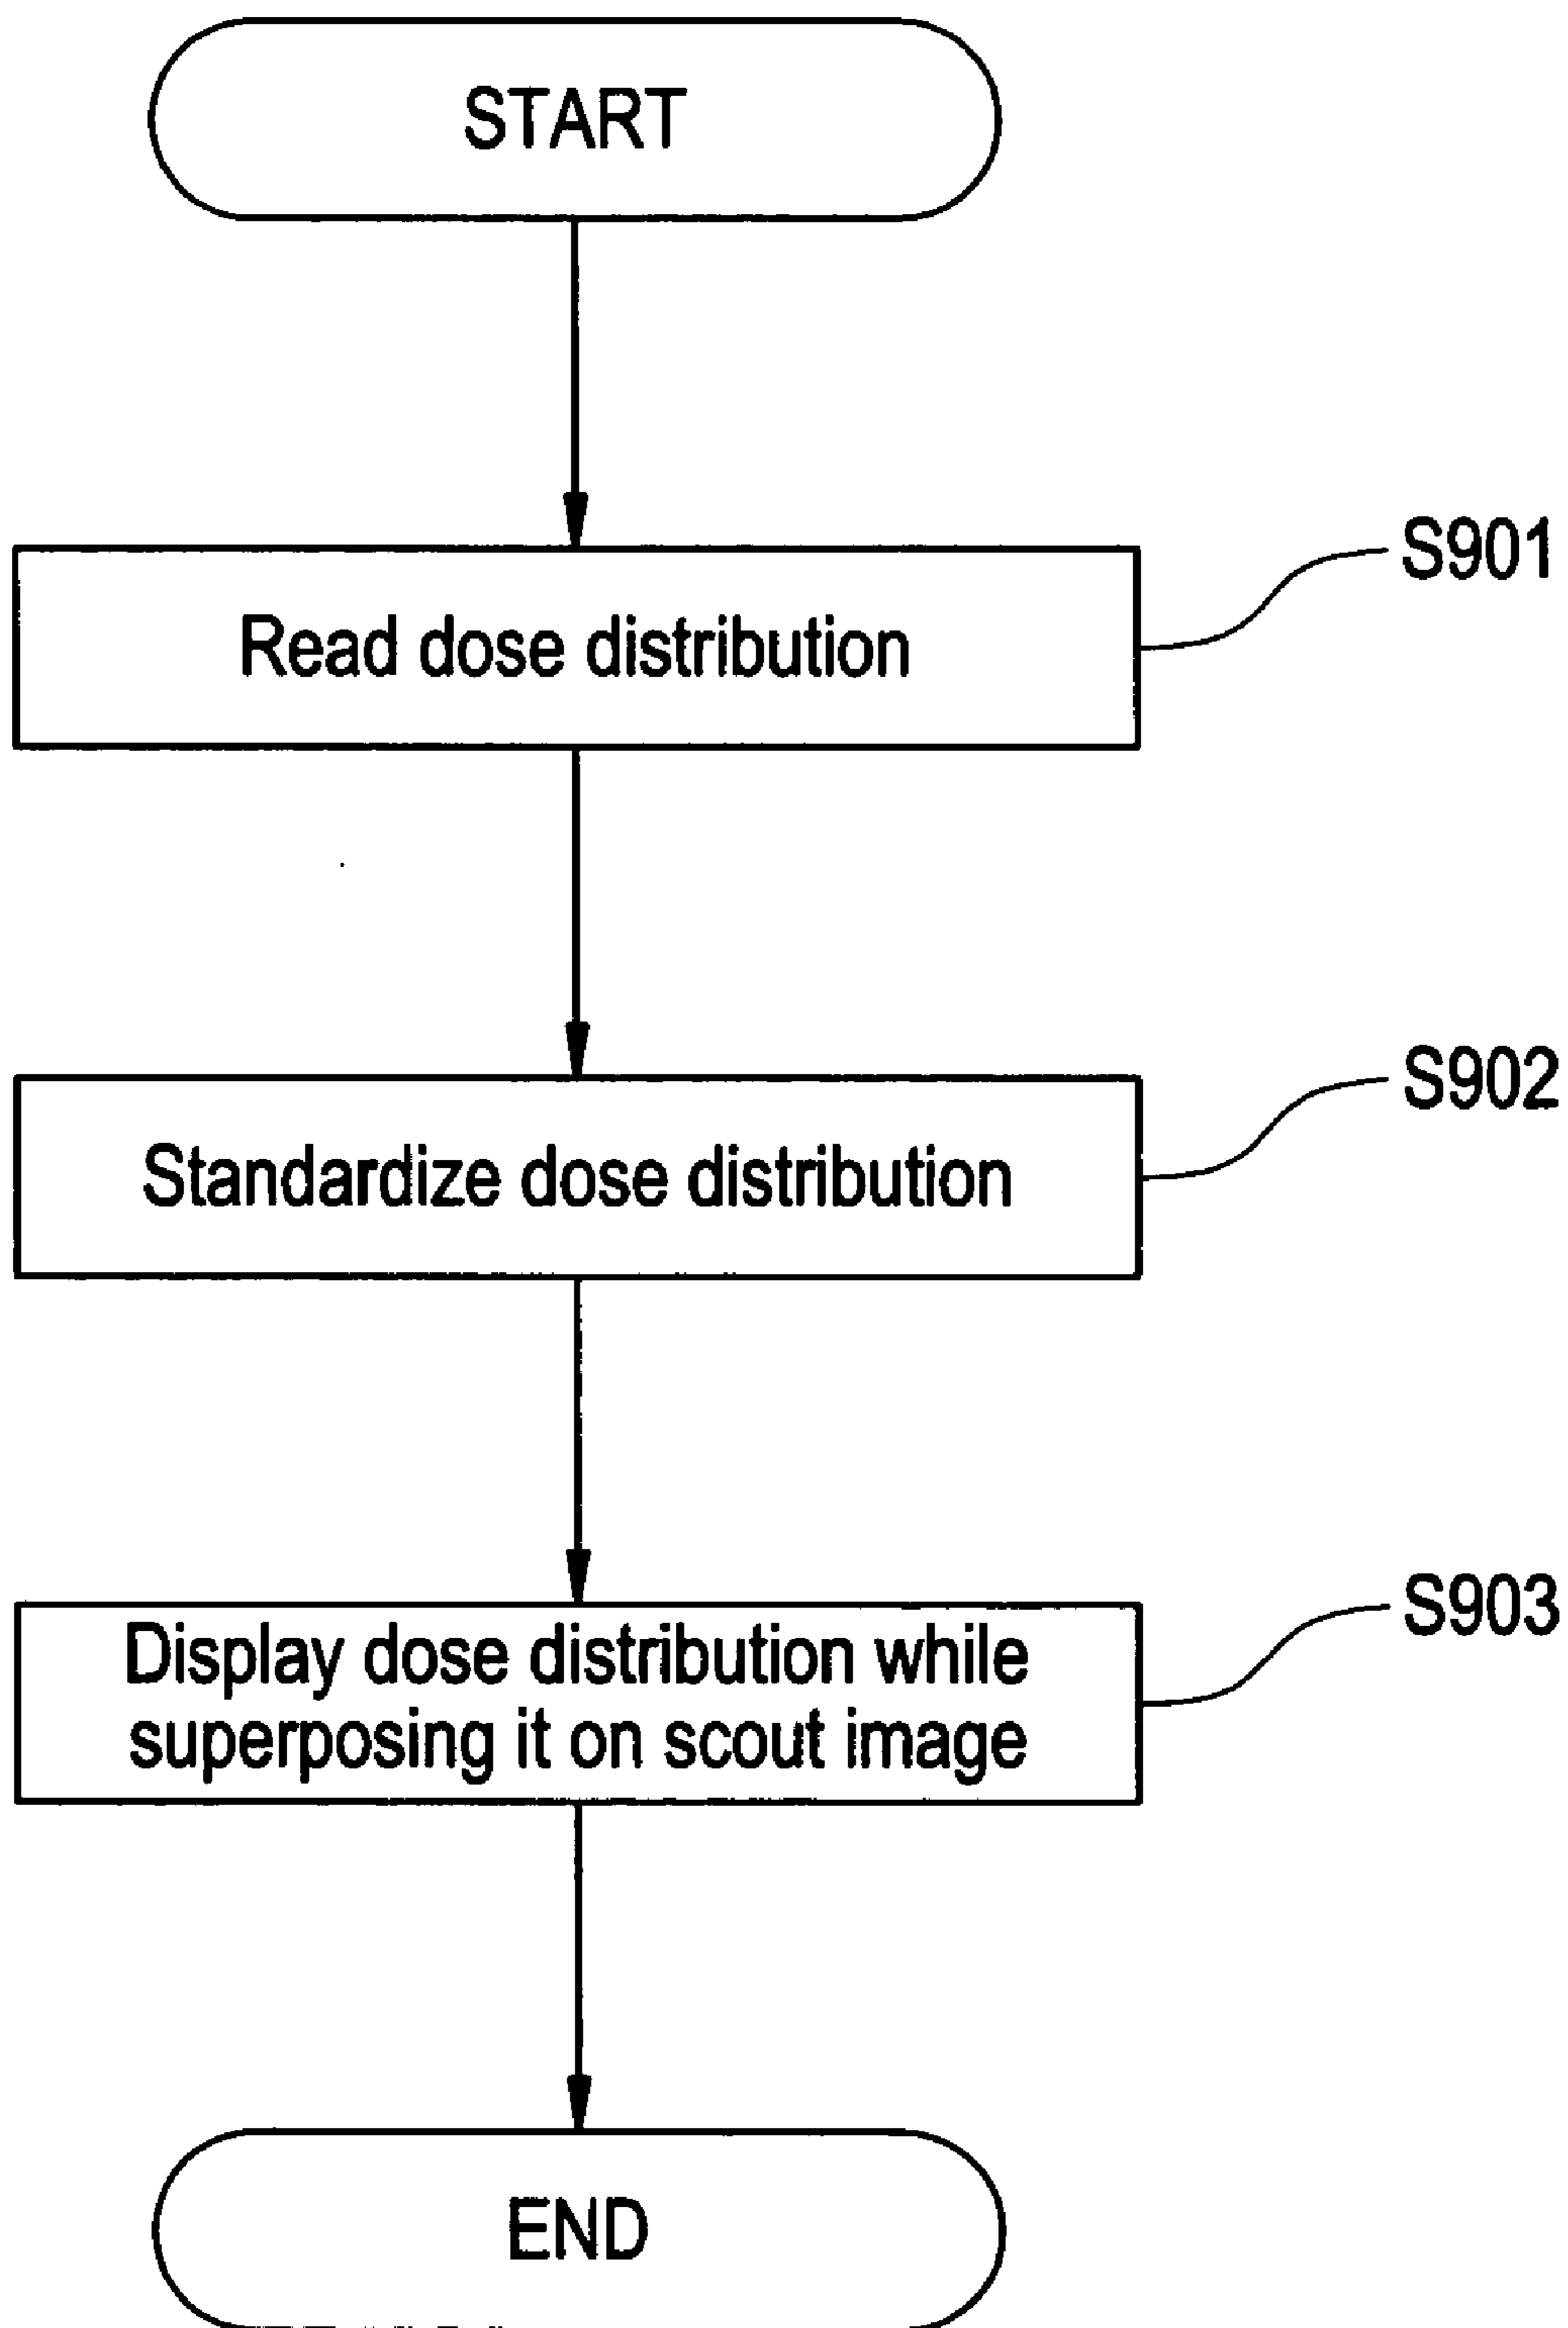 START
S901
Read dose distribution
S902
Standardize dose distribution
S903
Display dose distribution while
superposing it on scout image
END